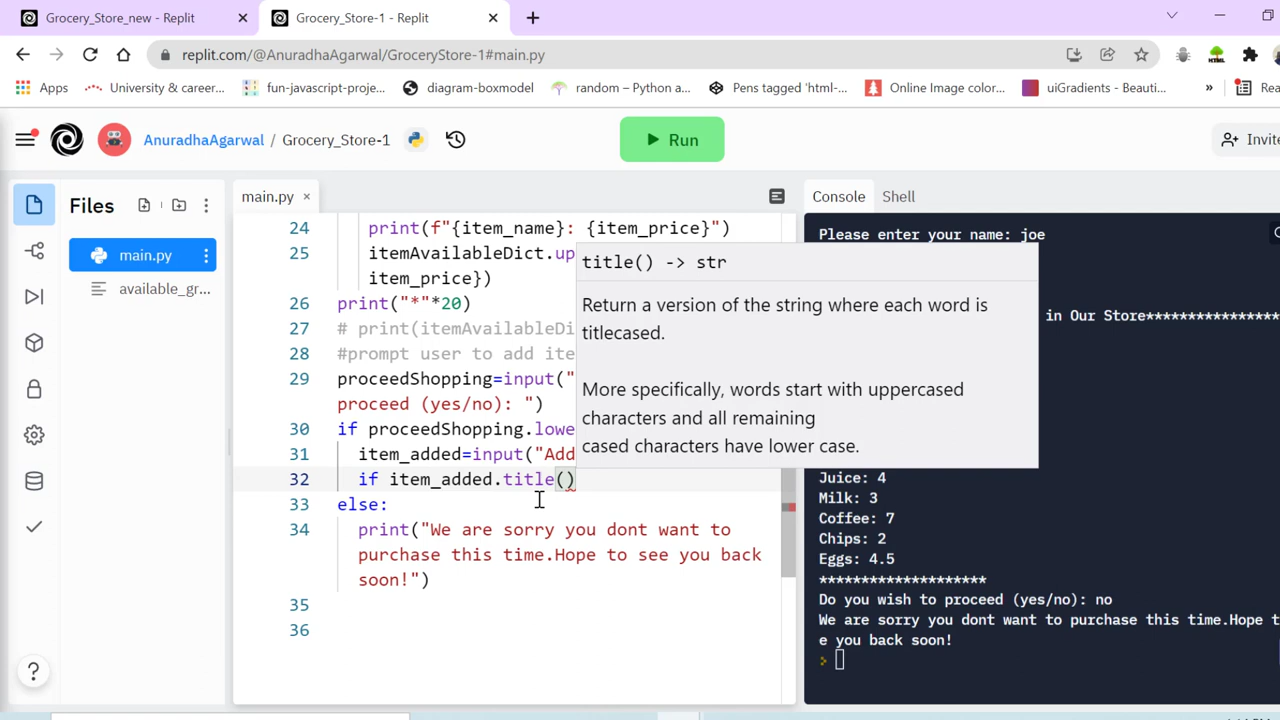 Grocery_Store_new - Replit
Grocery_Store-1 - Replit
replit.com/@AnuradhaAgarwal/GroceryStore-1#main.py
Apps
University & career...
fun-javascript-proje...
diagram-boxmodel
random – Python a...
Pens tagged 'html-...
Online Image color...
uiGradients - Beauti...
»
Rea
AnuradhaAgarwal / Grocery_Store-1
Run
Invite
Files
main.py
available_gr...
main.py ×
24 print(f"{item_name}: {item_price}")
25 itemAvailableDict.up
item_price})
26 print("*"*20)
27 # print(itemAvailableDi
28 #prompt user to add ite
29 proceedShopping=input("
proceed (yes/no): ")
30 if proceedShopping.lowe
31 item_added=input("Add
32 if item_added.title()
33 else:
34 print("We are sorry you dont want to
purchase this time.Hope to see you back
soon!")
35
36
title() -> str
Return a version of the string where each word is
titlecased.
More specifically, words start with uppercased
characters and all remaining
cased characters have lower case.
Console
Shell
Please enter your name: joe
in Our Store****************
Juice: 4
Milk: 3
Coffee: 7
Chips: 2
Eggs: 4.5
********************
Do you wish to proceed (yes/no): no
We are sorry you dont want to purchase this time.Hope t
e you back soon!
?